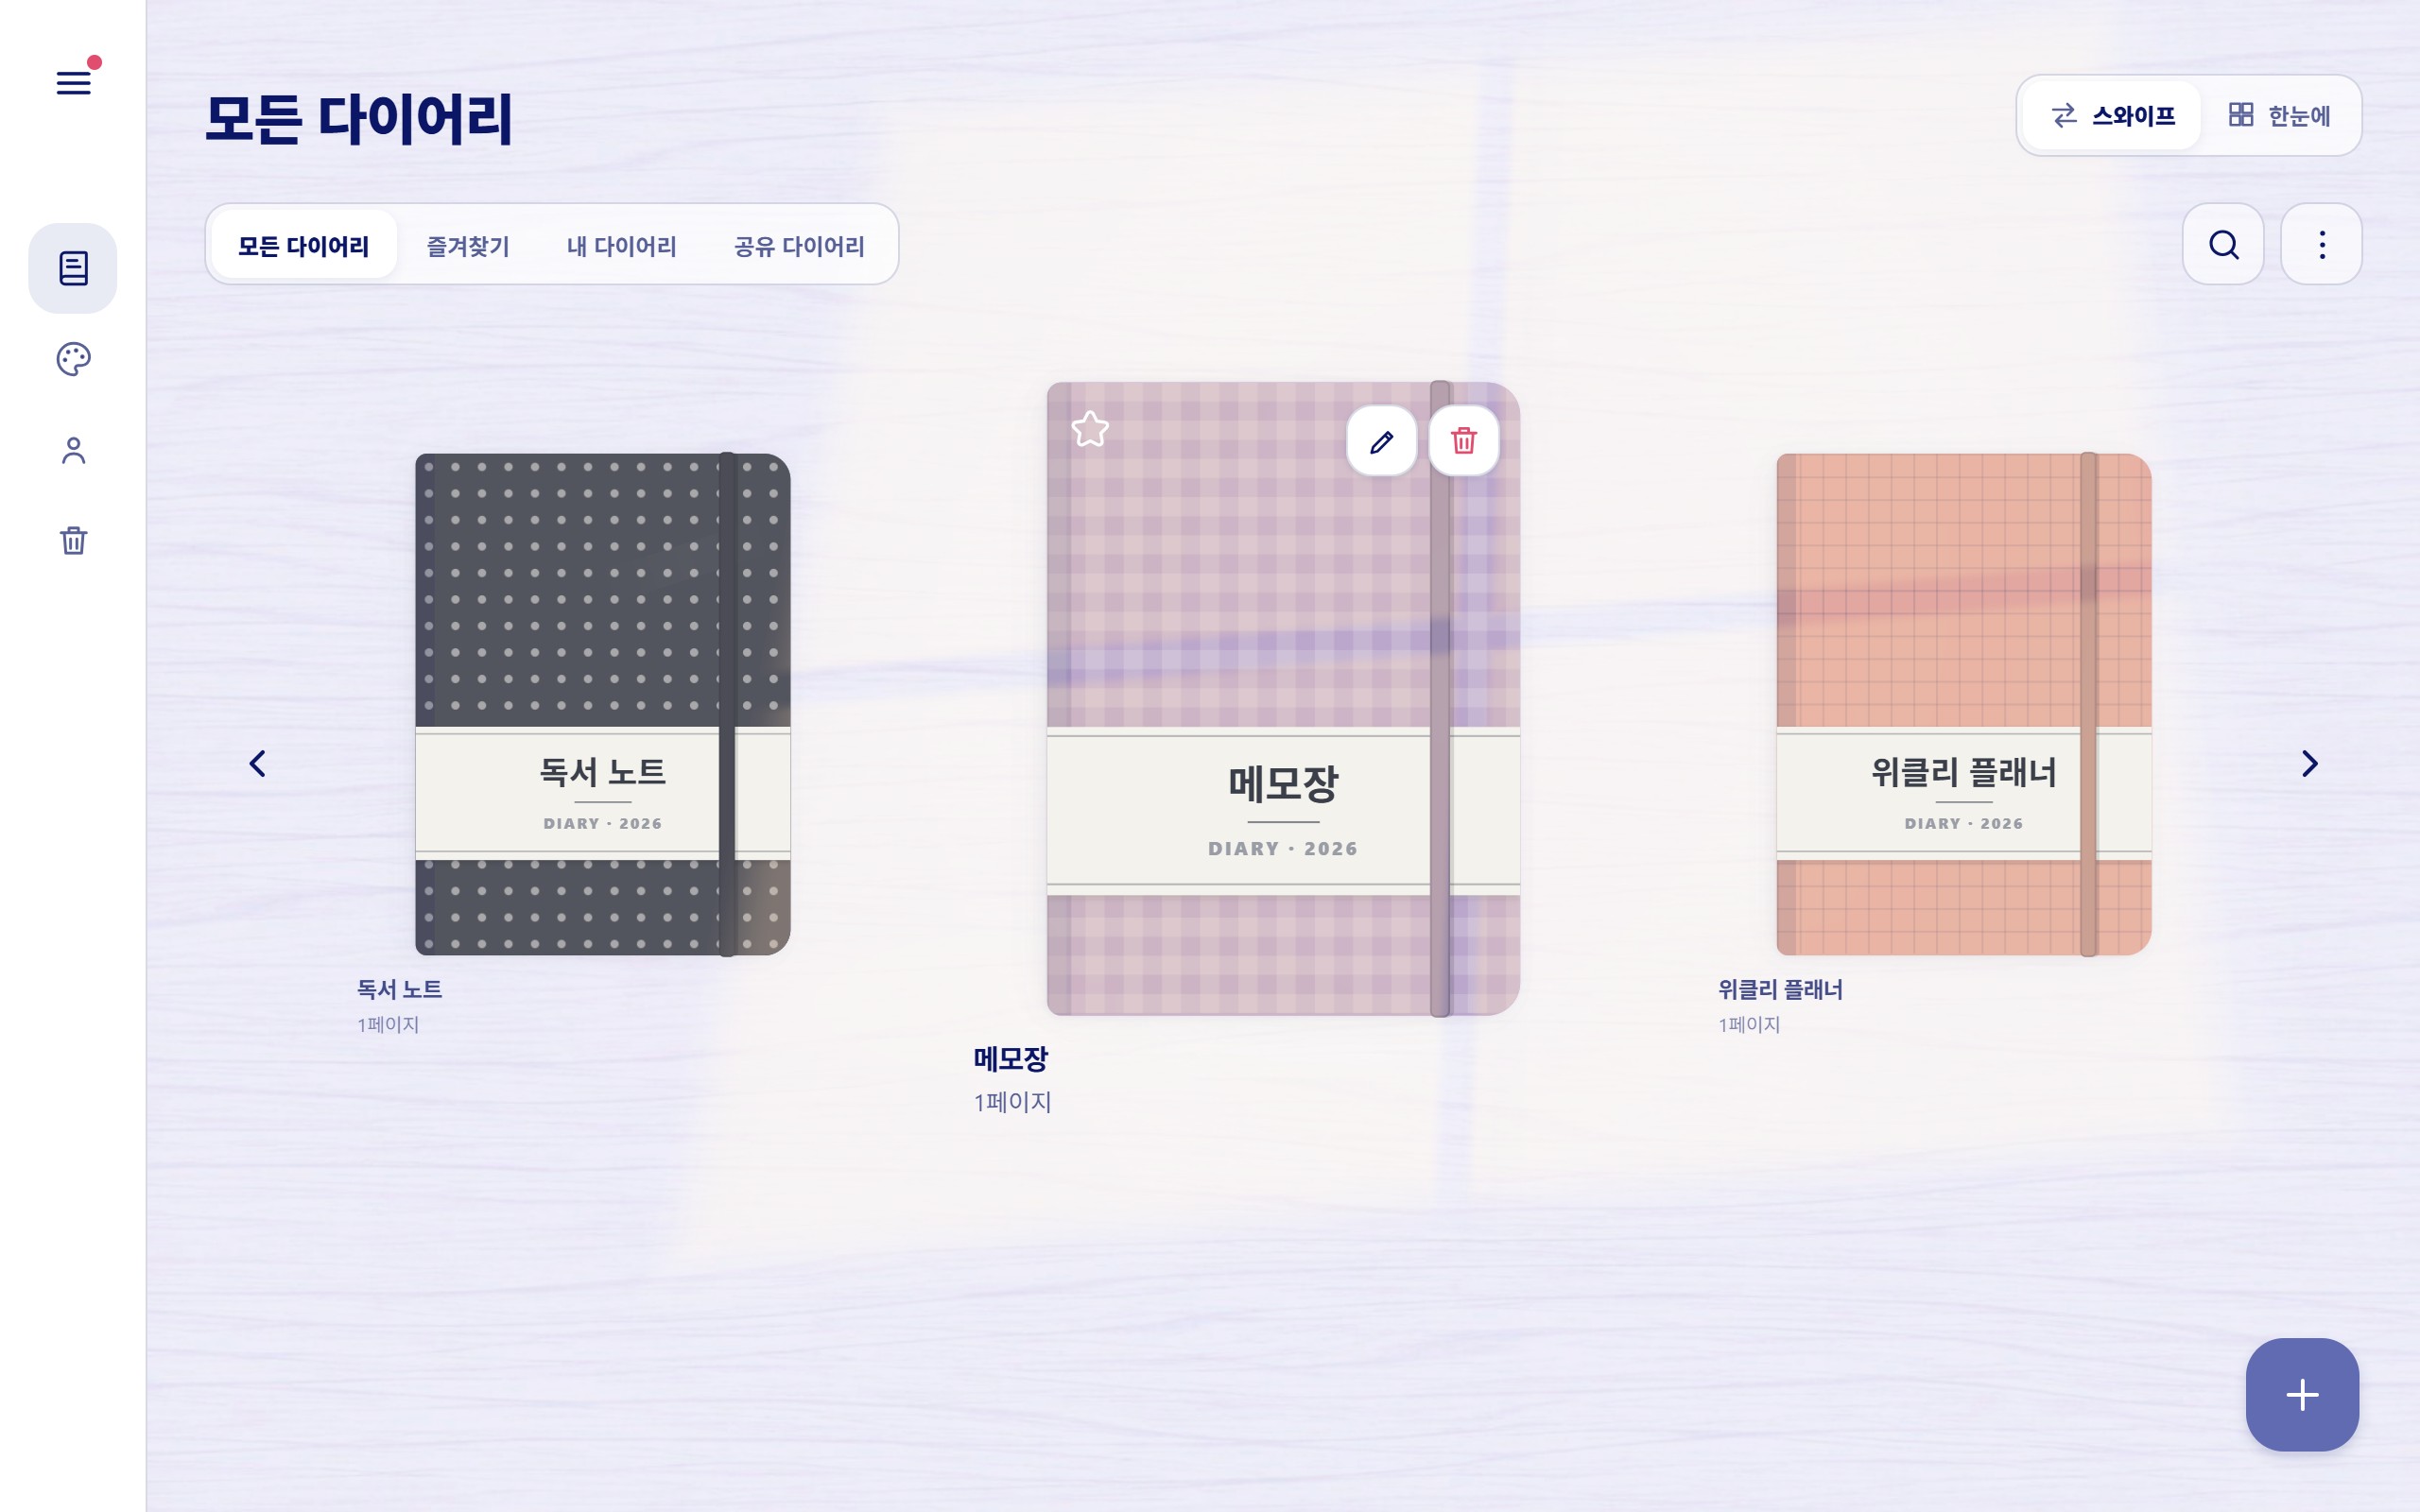 모든 다이어리
스와이프
한눈에
모든 다이어리
즐겨찾기
내 다이어리
공유 다이어리
독서 노트
DIARY · 2026
메모장
DIARY · 2026
위클리 플래너
DIARY · 2026
독서 노트
1페이지
메모장
1페이지
위클리 플래너
1페이지